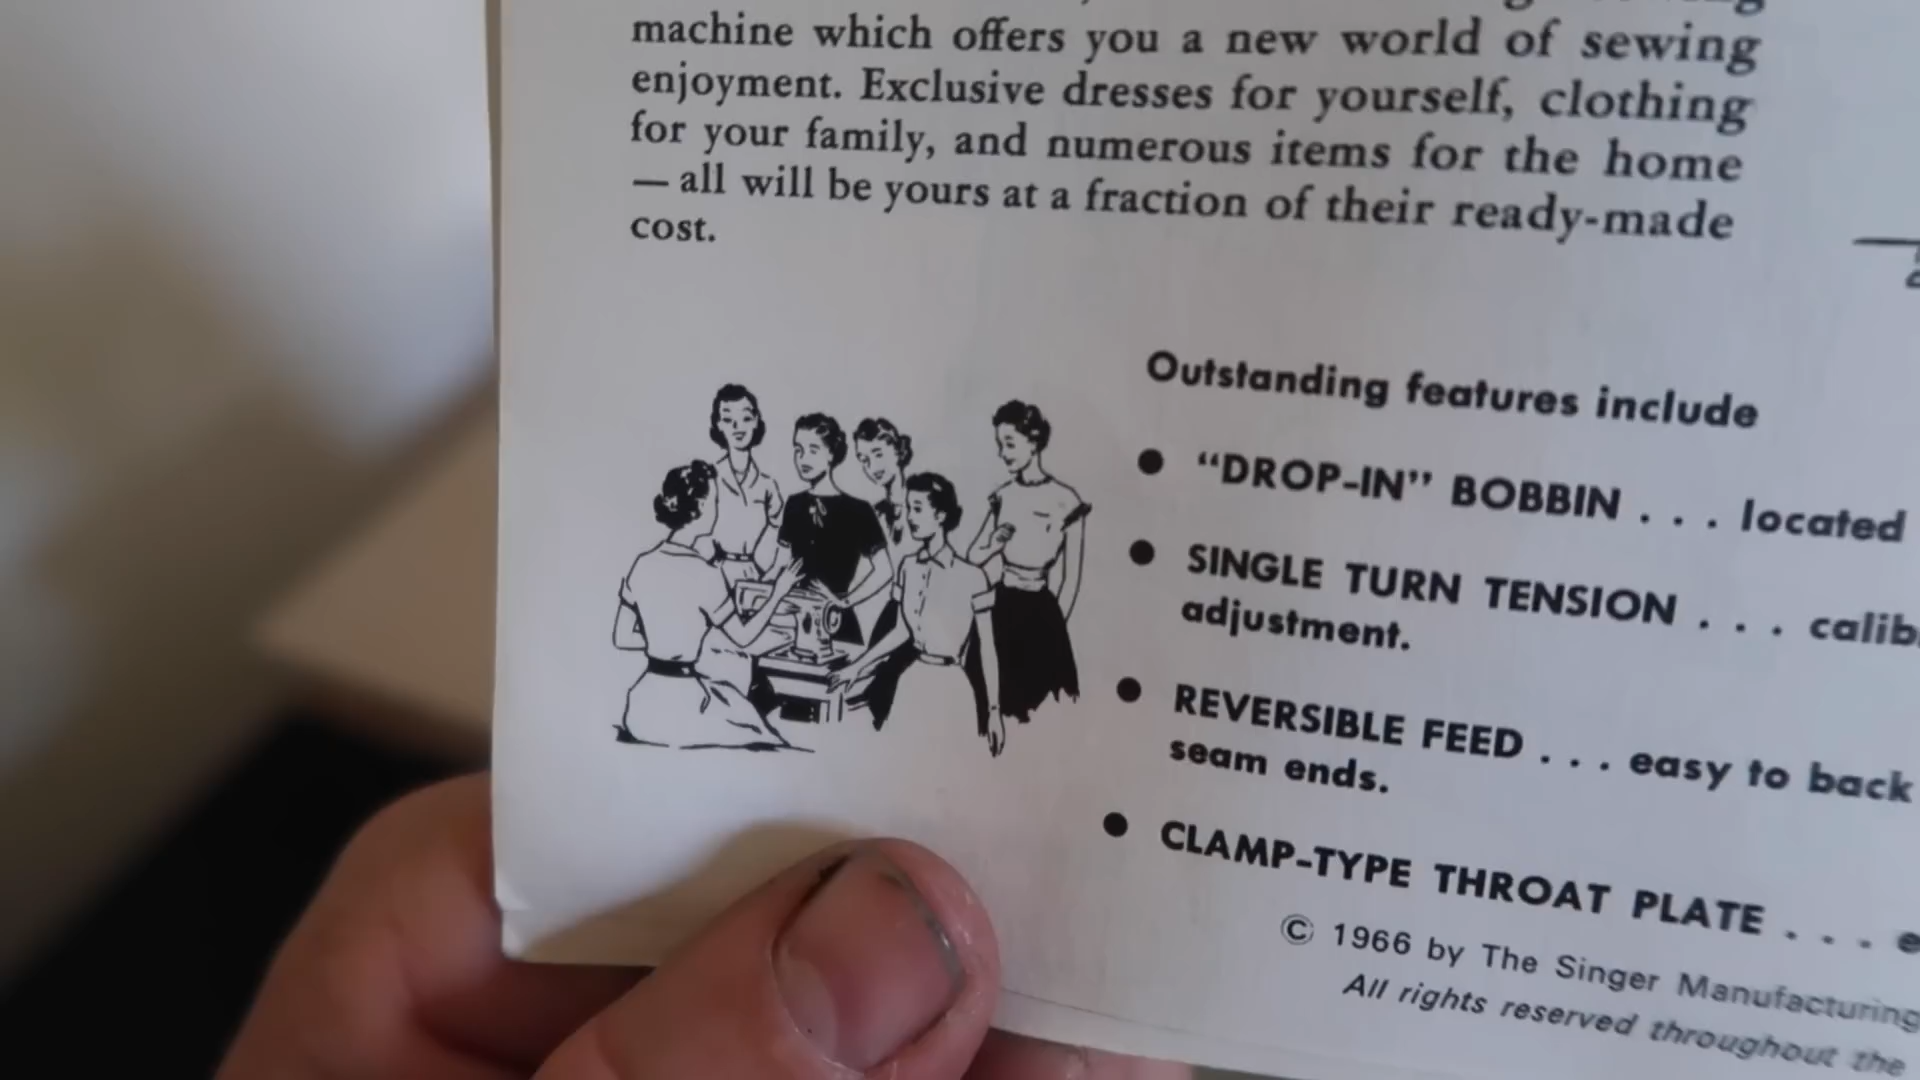 machine which offers you a new world of sewing
enjoyment. Exclusive dresses for yourself, clothing
for your family, and numerous items for the home
— all will be yours at a fraction of their ready-made
cost.
Outstanding features include
● “DROP-IN” BOBBIN . . . located
● SINGLE TURN TENSION . . . calib
adjustment.
● REVERSIBLE FEED . . . easy to back
seam ends.
● CLAMP-TYPE THROAT PLATE . . . e
© 1966 by The Singer Manufacturing
All rights reserved throughout the